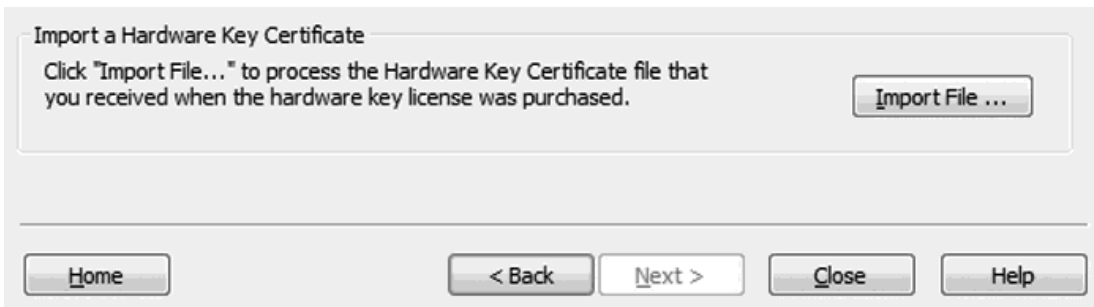 Import a Hardware Key Certificate
Click "Import File..." to process the Hardware Key Certificate file that
you received when the hardware key license was purchased.
Import File ...
Home
< Back
Next >
Close
Help